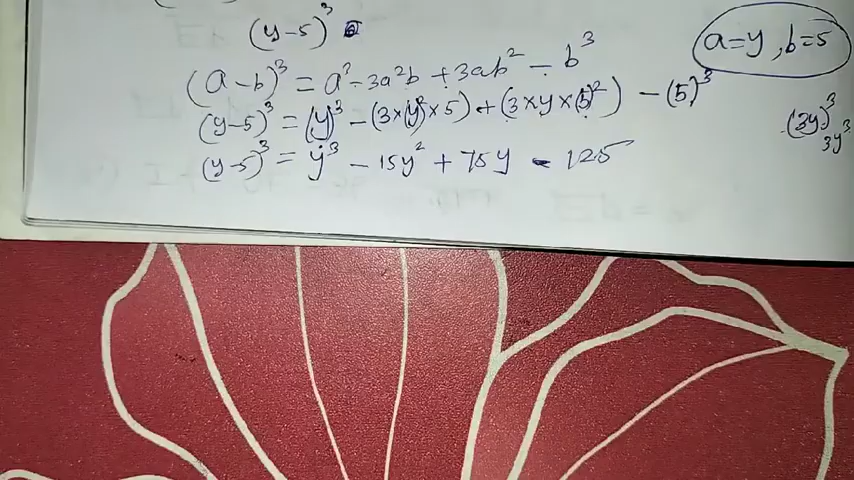 (y-5)³
a=y, b=5
(a-b)³ = a³-3a²b +3ab² - b³
(y-5)³ = (y)³ -(3×(y)²×5) + (3×y×(5)²) - (5)³
(3y)³
3y³
(y-5)³ = y³ - 15y² + 75y - 125